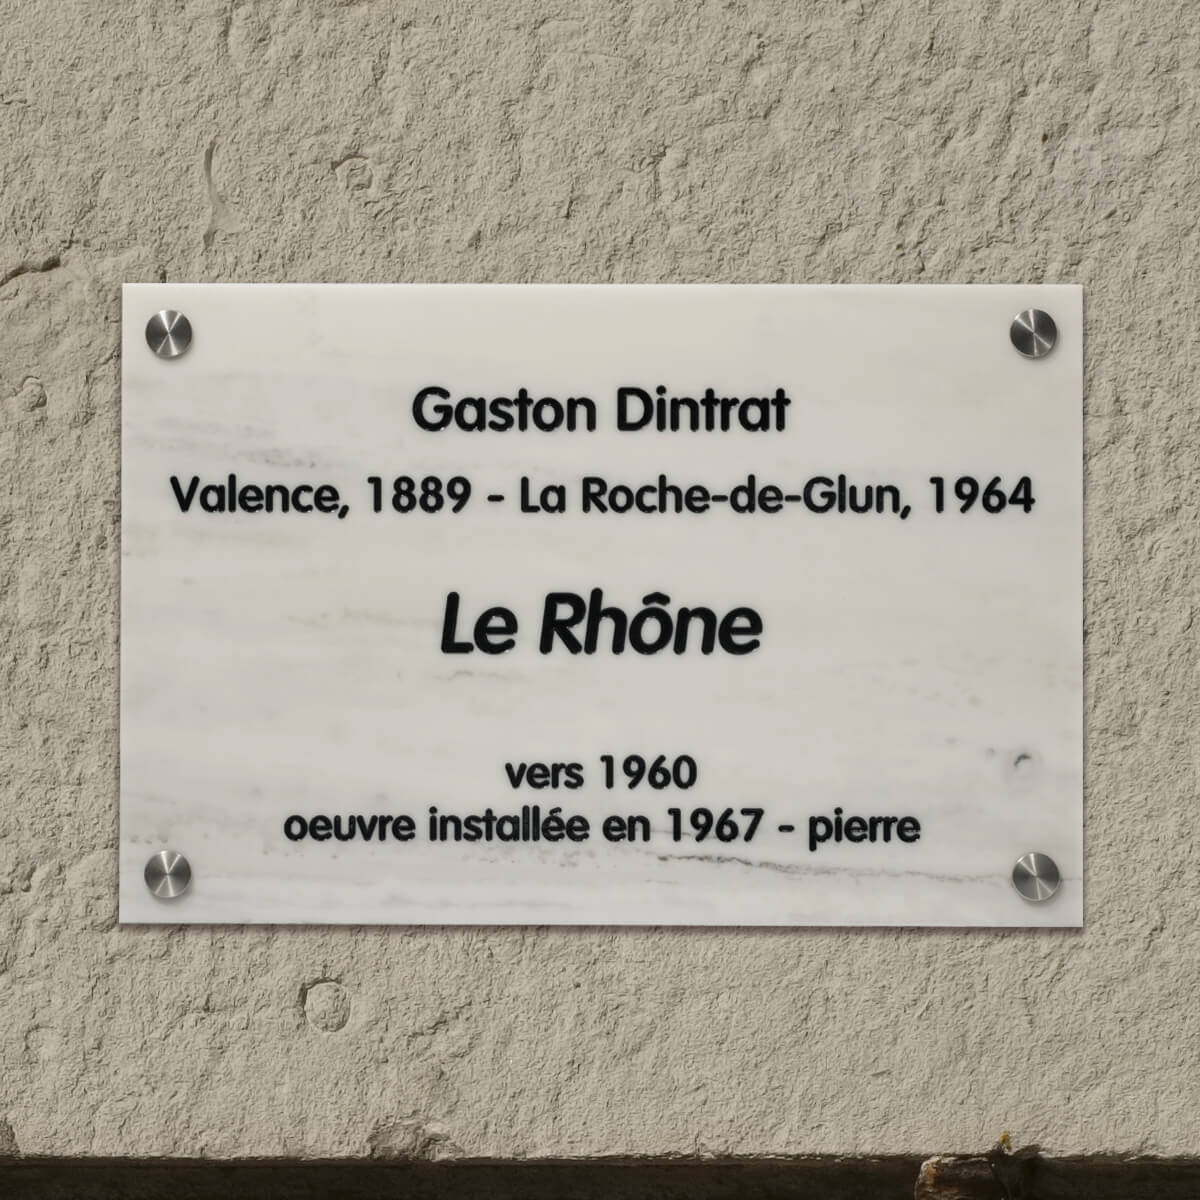 Gaston Dintrat
Valence, 1889 - La Roche-de-Glun, 1964
Le Rhône
vers 1960
oeuvre installée en 1967 - pierre